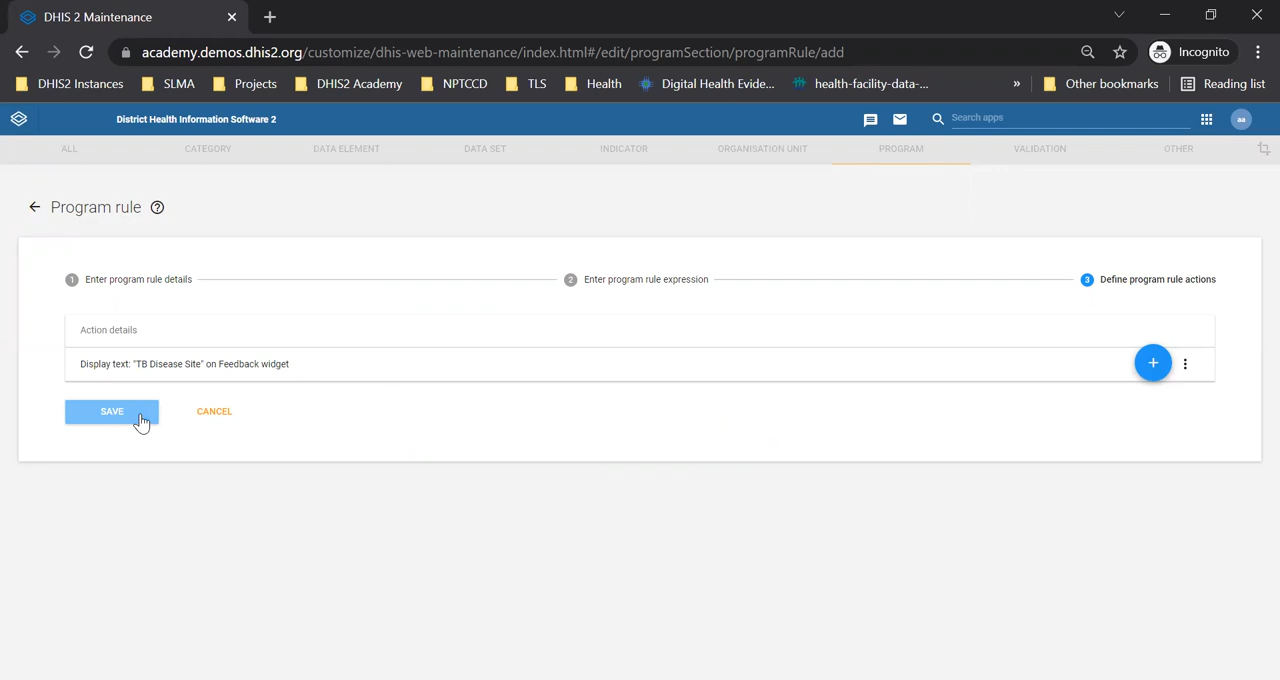 DHIS 2 Maintenance
academy.demos.dhis2.org/customize/dhis-web-maintenance/index.html#/edit/programSection/programRule/add
Incognito
DHIS2 Instances
SLMA
Projects
DHIS2 Academy
NPTCCD
TLS
Health
Digital Health Evide...
health-facility-data-...
»
Other bookmarks
Reading list
District Health Information Software 2
Search apps
aa
ALL
CATEGORY
DATA ELEMENT
DATA SET
INDICATOR
ORGANISATION UNIT
PROGRAM
VALIDATION
OTHER
Program rule
1 Enter program rule details
2 Enter program rule expression
3 Define program rule actions
Action details
Display text: "TB Disease Site" on Feedback widget
SAVE
CANCEL